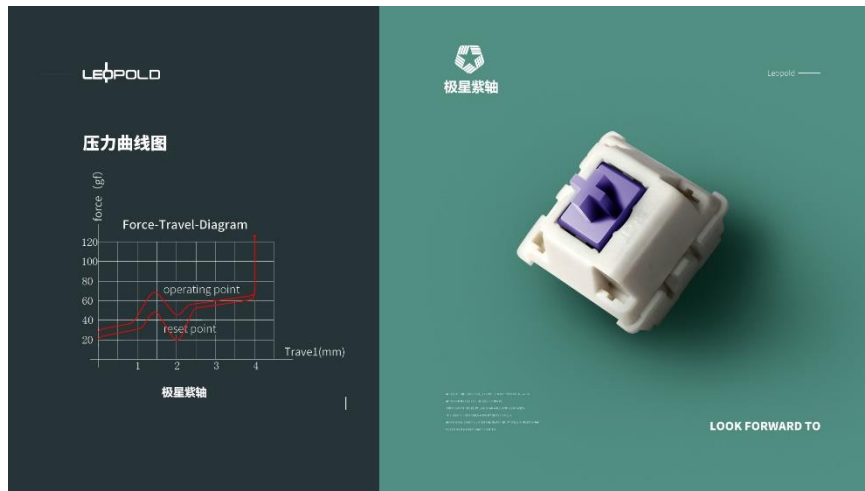 LEOPOLD
压力曲线图
force (gf)
Force-Travel-Diagram
120
100
80
60
40
20
operating point
reset point
1 2 3 4
Trave1(mm)
极星紫轴
极星紫轴
Leopold
LOOK FORWARD TO